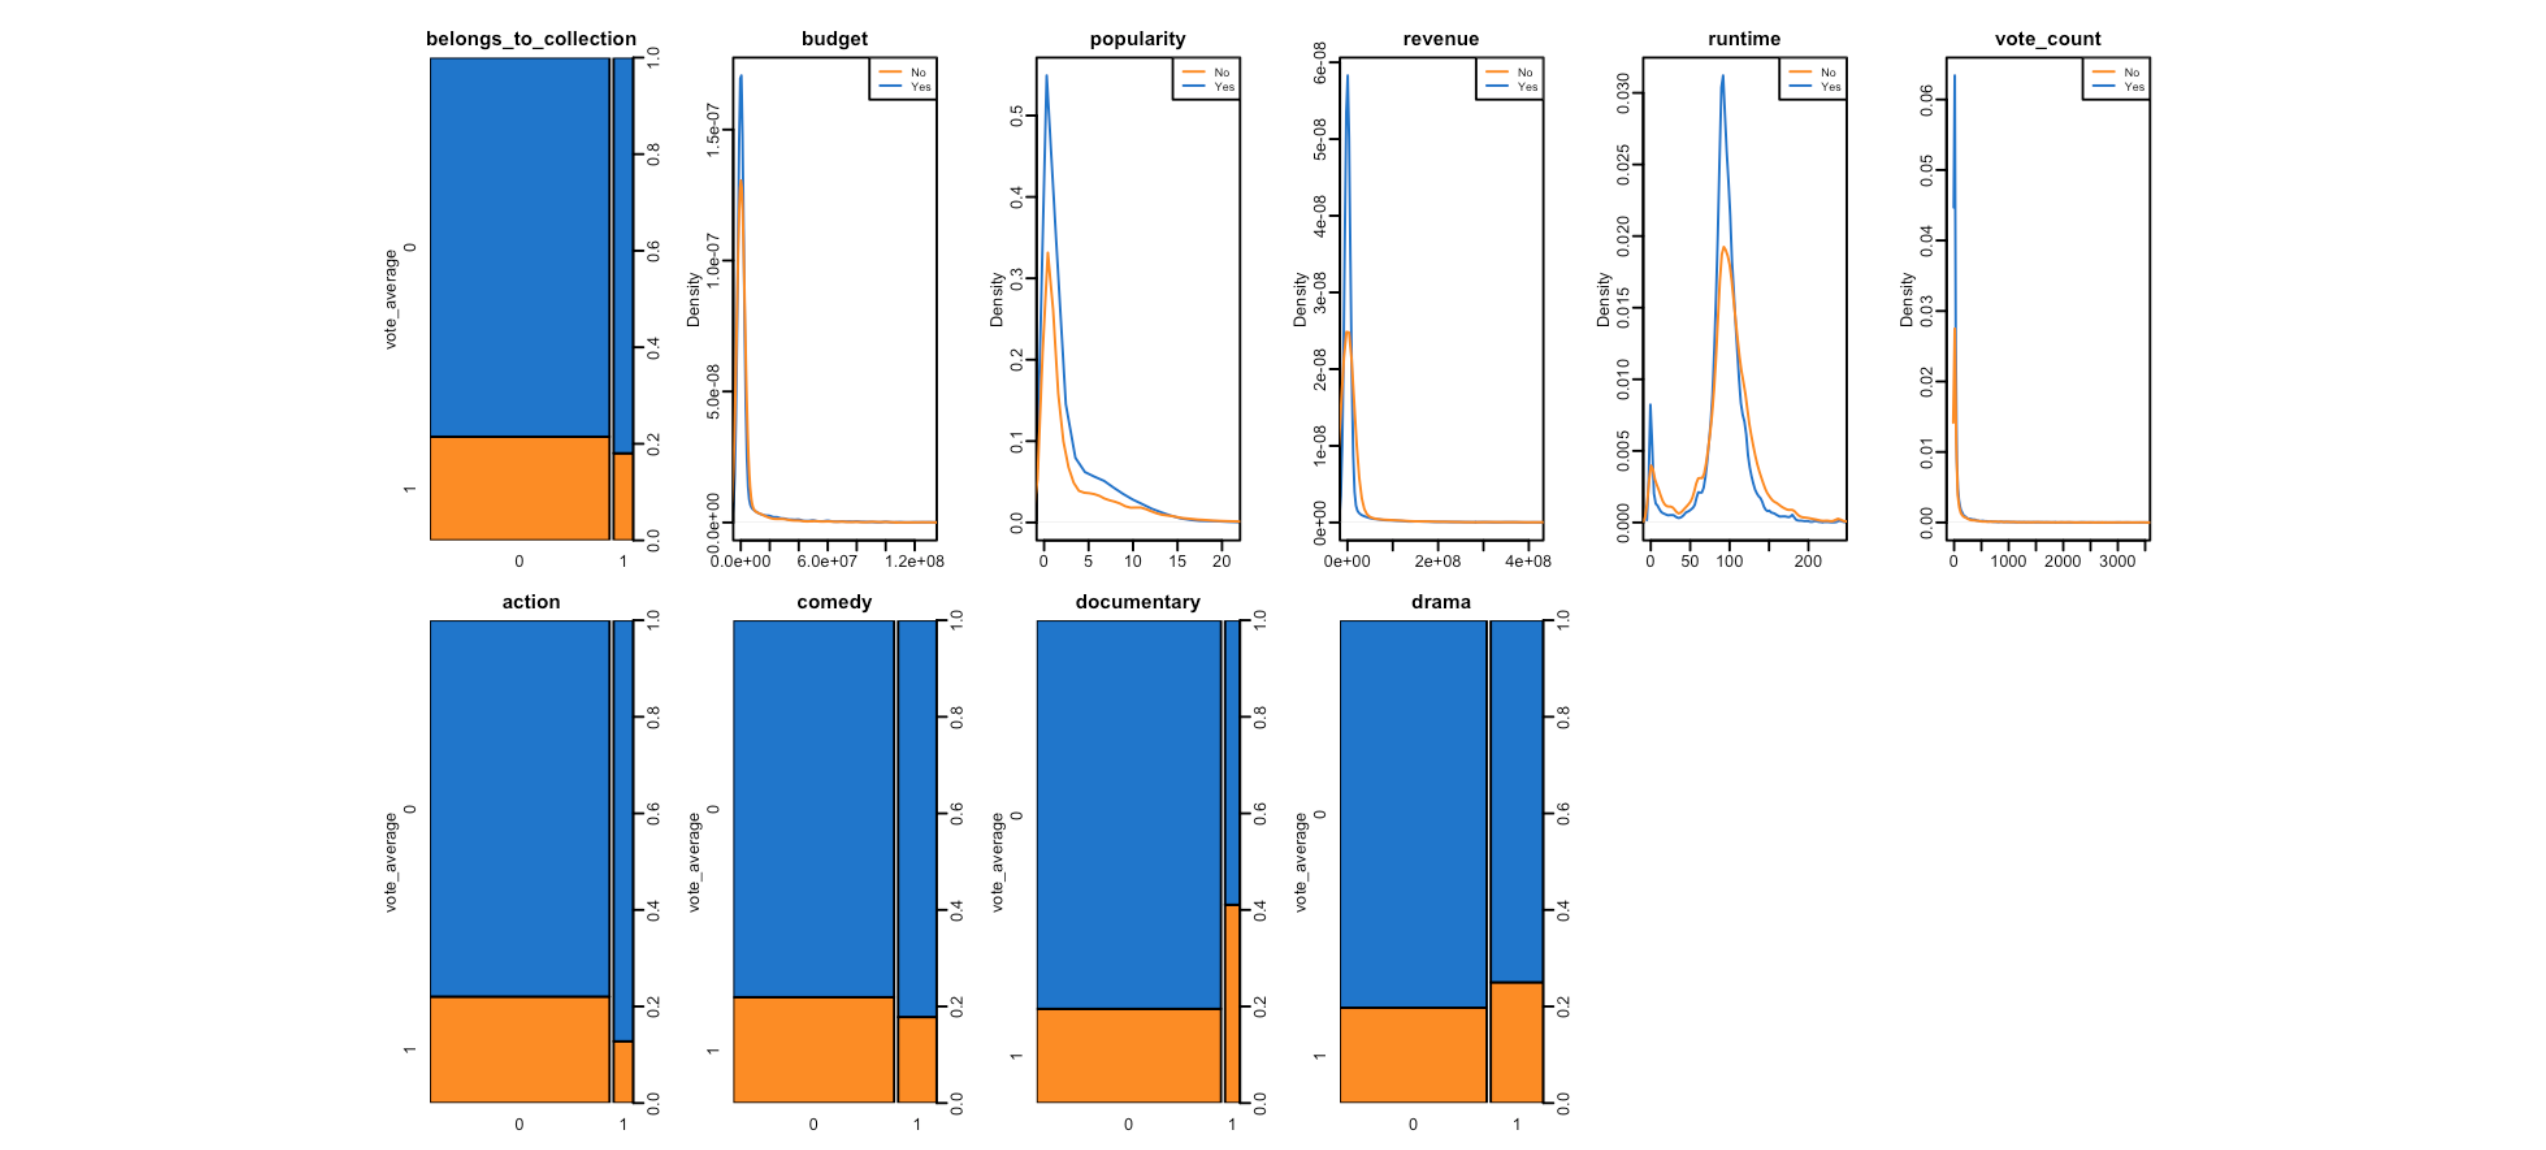 belongs_to_collection
vote_average
0
1
0.0
0.2
0.4
0.6
0.8
1.0
0
1
budget
No
Yes
Density
0.0e+00
5.0e-08
1.0e-07
1.5e-07
0.0e+00
6.0e+07
1.2e+08
popularity
No
Yes
Density
0.0
0.1
0.2
0.3
0.4
0.5
0
5
10
15
20
revenue
No
Yes
Density
0e+00
1e-08
2e-08
3e-08
4e-08
5e-08
6e-08
0e+00
2e+08
4e+08
runtime
No
Yes
Density
0.000
0.005
0.010
0.015
0.020
0.025
0.030
0
50
100
200
vote_count
No
Yes
Density
0.00
0.01
0.02
0.03
0.04
0.05
0.06
0
1000
2000
3000
action
vote_average
0
1
0.0
0.2
0.4
0.6
0.8
1.0
0
1
comedy
vote_average
0
1
0.0
0.2
0.4
0.6
0.8
1.0
0
1
documentary
vote_average
0
1
0.0
0.2
0.4
0.6
0.8
1.0
0
1
drama
vote_average
0
1
0.0
0.2
0.4
0.6
0.8
1.0
0
1